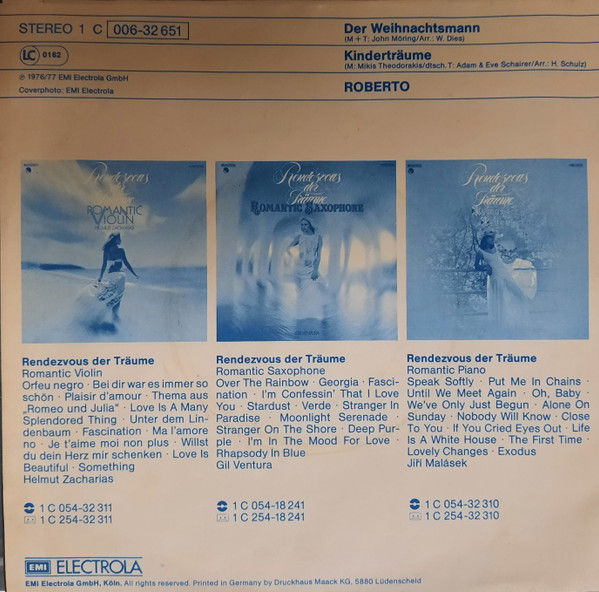 STEREO 1 C 006-32 651
LC 0162
℗ 1976/77 EMI Electrola GmbH
Coverphoto: EMI Electrola
Der Weihnachtsmann
(M + T: John Möring/Arr.: W. Dies)
Kinderträume
(M: Mikis Theodorakis/dtsch. T: Adam & Eve Schairer/Arr.: H. Schulz)
ROBERTO
Rendezvous
der
Träume
ROMANTIC
VIOLIN
HELMUT ZACHARIAS
Rendezvous
der
Träume
ROMANTIC SAXOPHONE
GIL VENTURA
Rendezvous
der
Träume
Rendezvous der Träume
Romantic Violin
Orfeu negro · Bei dir war es immer so
schön · Plaisir d'amour · Thema aus
„Romeo und Julia" · Love Is A Many
Splendored Thing · Unter dem Lin-
denbaum · Fascination · Ma l'amore
no · Je t'aime moi non plus · Willst
du dein Herz mir schenken · Love Is
Beautiful · Something
Helmut Zacharias
1 C 054-32 311
1 C 254-32 311
Rendezvous der Träume
Romantic Saxophone
Over The Rainbow · Georgia · Fasci-
nation · I'm Confessin' That I Love
You · Stardust · Verde · Stranger In
Paradise · Moonlight Serenade ·
Stranger On The Shore · Deep Pur-
ple · I'm In The Mood For Love ·
Rhapsody In Blue
Gil Ventura
1 C 054-18 241
1 C 254-18 241
Rendezvous der Träume
Romantic Piano
Speak Softly · Put Me In Chains ·
Until We Meet Again · Oh, Baby ·
We've Only Just Begun · Alone On
Sunday · Nobody Will Know · Close
To You · If You Cried Eyes Out · Life
Is A White House · The First Time ·
Lovely Changes · Exodus
Jiří Malásek
1 C 054-32 310
1 C 254-32 310
EMI ELECTROLA
EMI Electrola GmbH, Köln. All rights reserved. Printed in Germany by Druckhaus Maack KG, 5880 Lüdenscheid